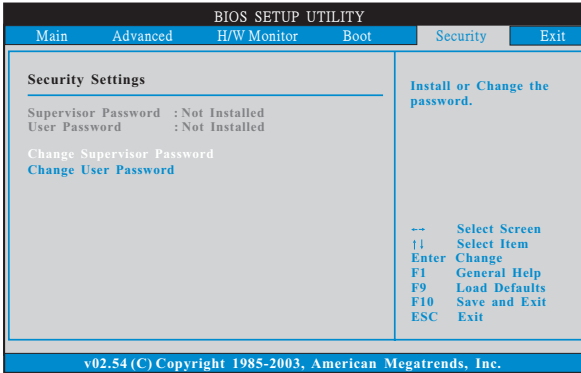 BIOS SETUP UTILITY
Main Advanced H/W Monitor Boot Security Exit
Security Settings
Supervisor Password : Not Installed
User Password : Not Installed
Change Supervisor Password
Change User Password
Install or Change the
password.
←→ Select Screen
↑↓ Select Item
Enter Change
F1 General Help
F9 Load Defaults
F10 Save and Exit
ESC Exit
v02.54 (C) Copyright 1985-2003, American Megatrends, Inc.